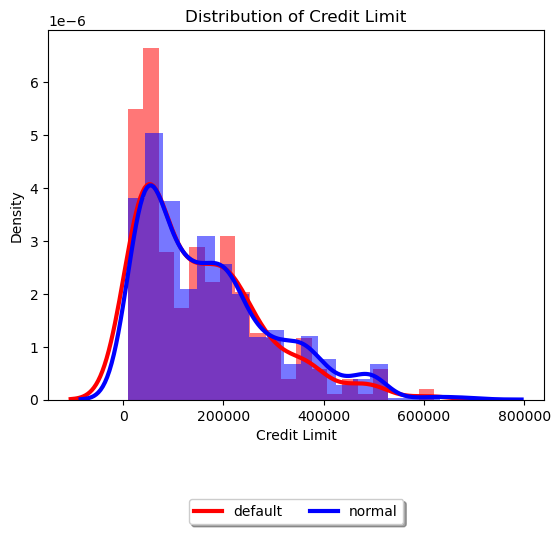 Distribution of Credit Limit
1e−6
6
5
4
3
2
1
0
Density
0 200000 400000 600000 800000
Credit Limit
default normal